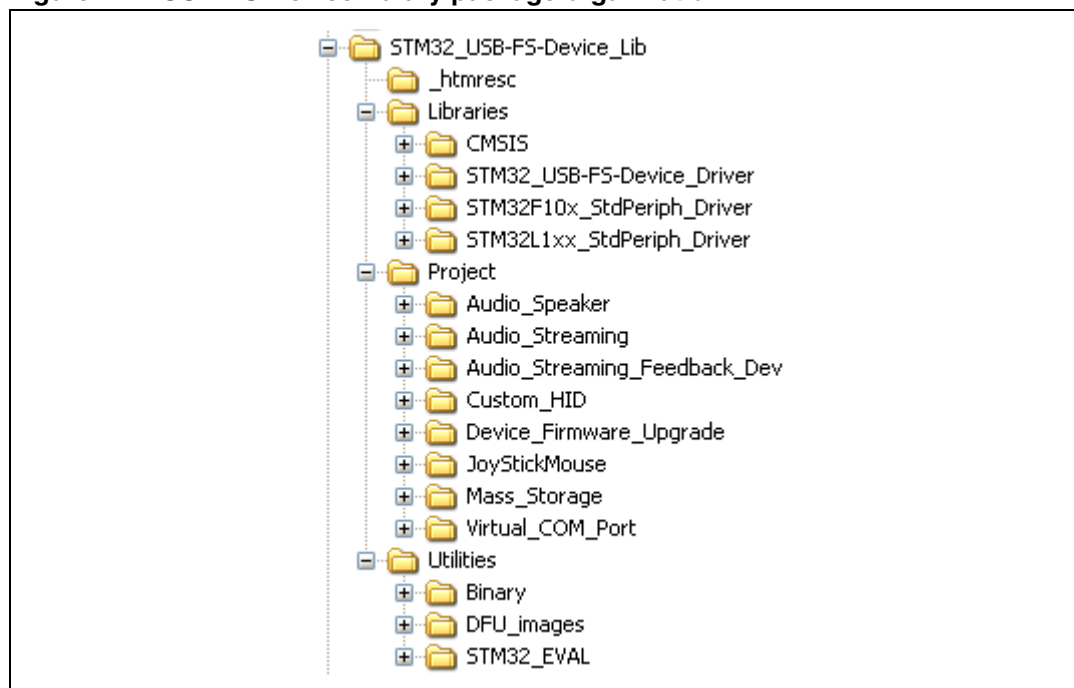 STM32_USB-FS-Device_Lib
_htmresc
Libraries
CMSIS
STM32_USB-FS-Device_Driver
STM32F10x_StdPeriph_Driver
STM32L1xx_StdPeriph_Driver
Project
Audio_Speaker
Audio_Streaming
Audio_Streaming_Feedback_Dev
Custom_HID
Device_Firmware_Upgrade
JoyStickMouse
Mass_Storage
Virtual_COM_Port
Utilities
Binary
DFU_images
STM32_EVAL